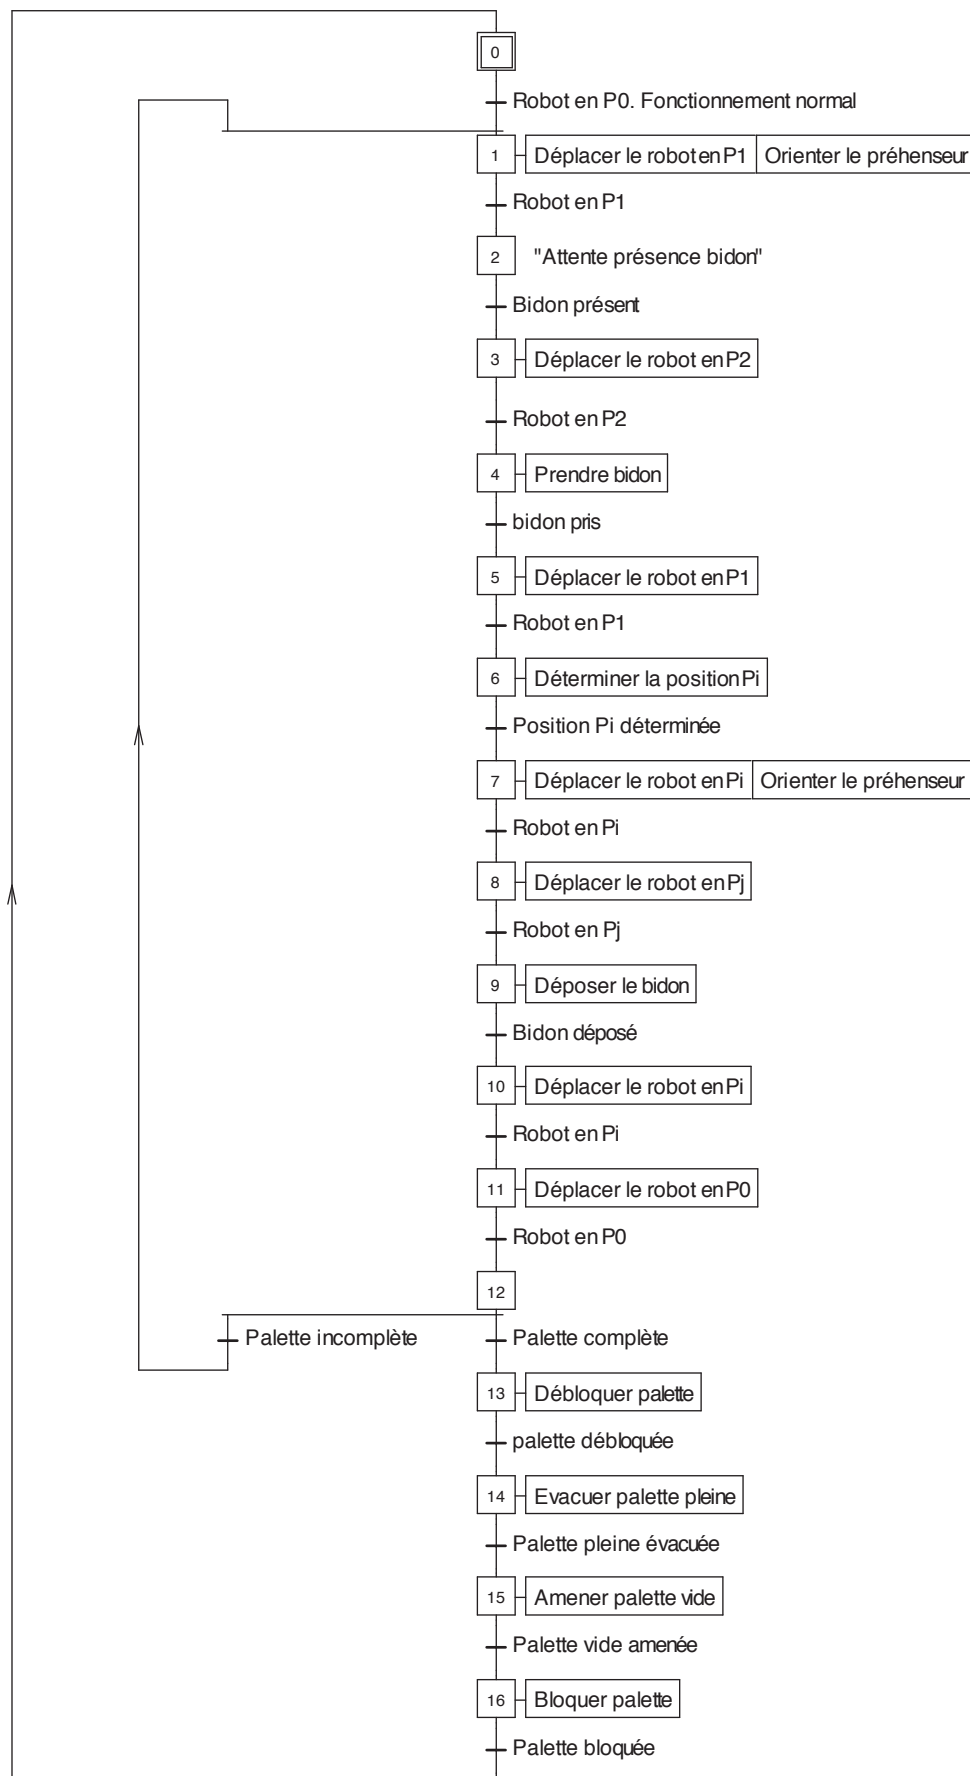 0
Robot en P0. Fonctionnement normal
1 Déplacer le robot en P1 Orienter le préhenseur
Robot en P1
2 "Attente présence bidon"
Bidon présent
3 Déplacer le robot en P2
Robot en P2
4 Prendre bidon
bidon pris
5 Déplacer le robot en P1
Robot en P1
6 Déterminer la position Pi
Position Pi déterminée
7 Déplacer le robot en Pi Orienter le préhenseur
Robot en Pi
8 Déplacer le robot en Pj
Robot en Pj
9 Déposer le bidon
Bidon déposé
10 Déplacer le robot en Pi
Robot en Pi
11 Déplacer le robot en P0
Robot en P0
12
Palette incomplète Palette complète
13 Débloquer palette
palette débloquée
14 Evacuer palette pleine
Palette pleine évacuée
15 Amener palette vide
Palette vide amenée
16 Bloquer palette
Palette bloquée